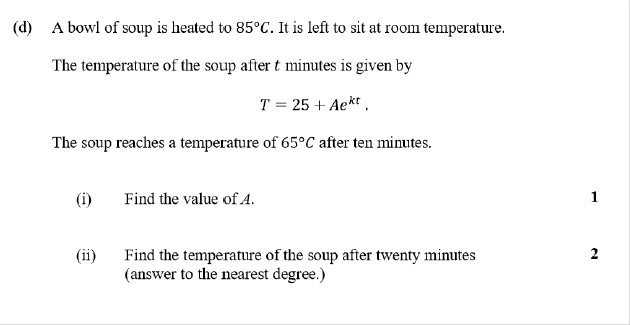 (d) A bowl of soup is heated to 85°C. It is left to sit at room temperature.
The temperature of the soup after t minutes is given by
T = 25 + Ae^{kt} .
The soup reaches a temperature of 65°C after ten minutes.
(i) Find the value of A. 1
(ii) Find the temperature of the soup after twenty minutes 2
(answer to the nearest degree.)